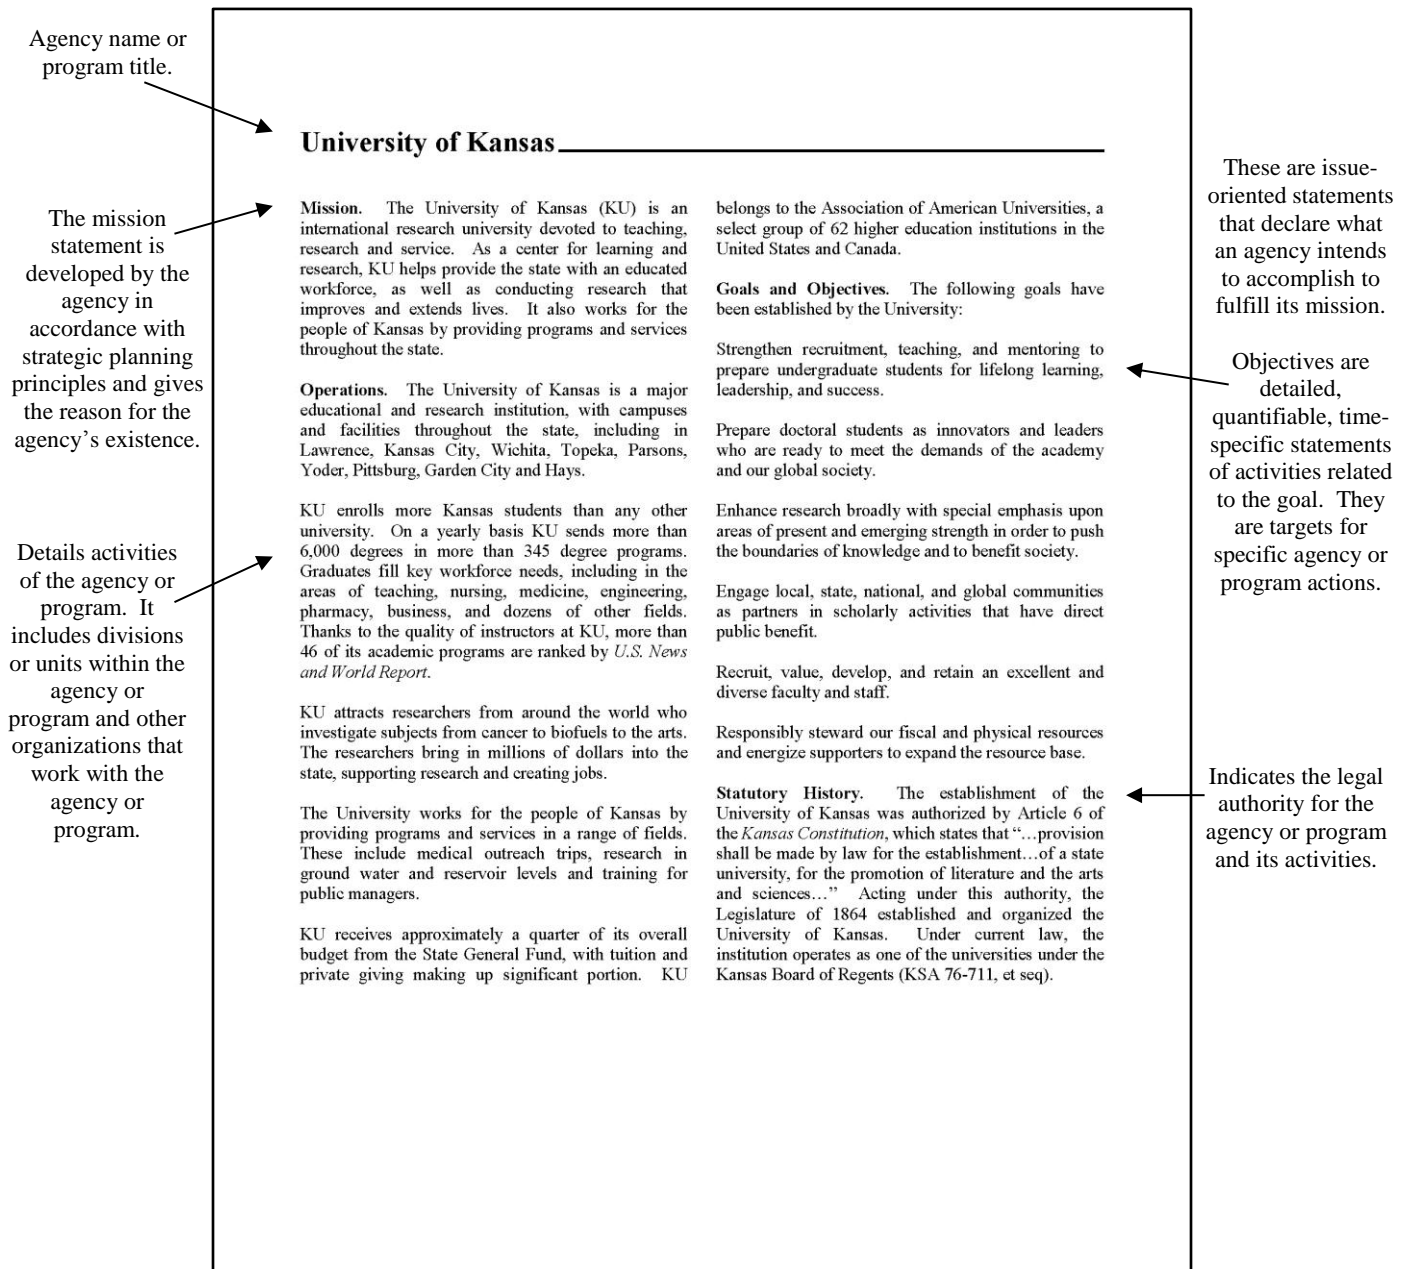 Agency name or
program title.
University of Kansas
The mission
statement is
developed by the
agency in
accordance with
strategic planning
principles and gives
the reason for the
agency’s existence.
Details activities
of the agency or
program.  It
includes divisions
or units within the
agency or
program and other
organizations that
work with the
agency or
program.
Mission.  The University of Kansas (KU) is an
international research university devoted to teaching,
research and service.  As a center for learning and
research, KU helps provide the state with an educated
workforce, as well as conducting research that
improves and extends lives.  It also works for the
people of Kansas by providing programs and services
throughout the state.
Operations.  The University of Kansas is a major
educational and research institution, with campuses
and facilities throughout the state, including in
Lawrence, Kansas City, Wichita, Topeka, Parsons,
Yoder, Pittsburg, Garden City and Hays.
KU enrolls more Kansas students than any other
university.  On a yearly basis KU sends more than
6,000 degrees in more than 345 degree programs.
Graduates fill key workforce needs, including in the
areas of teaching, nursing, medicine, engineering,
pharmacy, business, and dozens of other fields.
Thanks to the quality of instructors at KU, more than
46 of its academic programs are ranked by U.S. News
and World Report.
KU attracts researchers from around the world who
investigate subjects from cancer to biofuels to the arts.
The researchers bring in millions of dollars into the
state, supporting research and creating jobs.
The University works for the people of Kansas by
providing programs and services in a range of fields.
These include medical outreach trips, research in
ground water and reservoir levels and training for
public managers.
KU receives approximately a quarter of its overall
budget from the State General Fund, with tuition and
private giving making up significant portion.  KU
belongs to the Association of American Universities, a
select group of 62 higher education institutions in the
United States and Canada.
Goals and Objectives.  The following goals have
been established by the University:
Strengthen recruitment, teaching, and mentoring to
prepare undergraduate students for lifelong learning,
leadership, and success.
Prepare doctoral students as innovators and leaders
who are ready to meet the demands of the academy
and our global society.
Enhance research broadly with special emphasis upon
areas of present and emerging strength in order to push
the boundaries of knowledge and to benefit society.
Engage local, state, national, and global communities
as partners in scholarly activities that have direct
public benefit.
Recruit, value, develop, and retain an excellent and
diverse faculty and staff.
Responsibly steward our fiscal and physical resources
and energize supporters to expand the resource base.
Statutory History.  The establishment of the
University of Kansas was authorized by Article 6 of
the Kansas Constitution, which states that “…provision
shall be made by law for the establishment…of a state
university, for the promotion of literature and the arts
and sciences…”  Acting under this authority, the
Legislature of 1864 established and organized the
University of Kansas.  Under current law, the
institution operates as one of the universities under the
Kansas Board of Regents (KSA 76-711, et seq).
These are issue-
oriented statements
that declare what
an agency intends
to accomplish to
fulfill its mission.
Objectives are
detailed,
quantifiable, time-
specific statements
of activities related
to the goal.  They
are targets for
specific agency or
program actions.
Indicates the legal
authority for the
agency or program
and its activities.